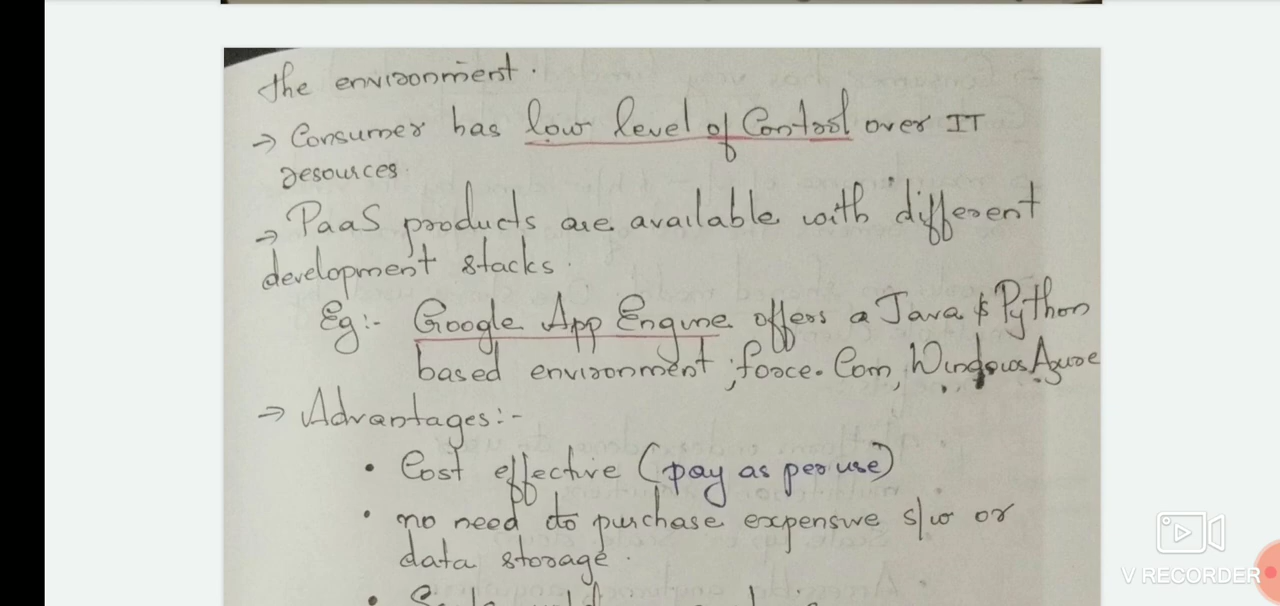 the environment.
→ Consumer has low level of Control over IT
resources.
→ PaaS products are available with different
development stacks.
Eg:- Google App Engine offers a Java & Python
based environment, force.Com, Windows Azure
→ Advantages:-
• Cost effective (pay as per use)
• no need to purchase expensive s/w or
data storage.
V RECORDER